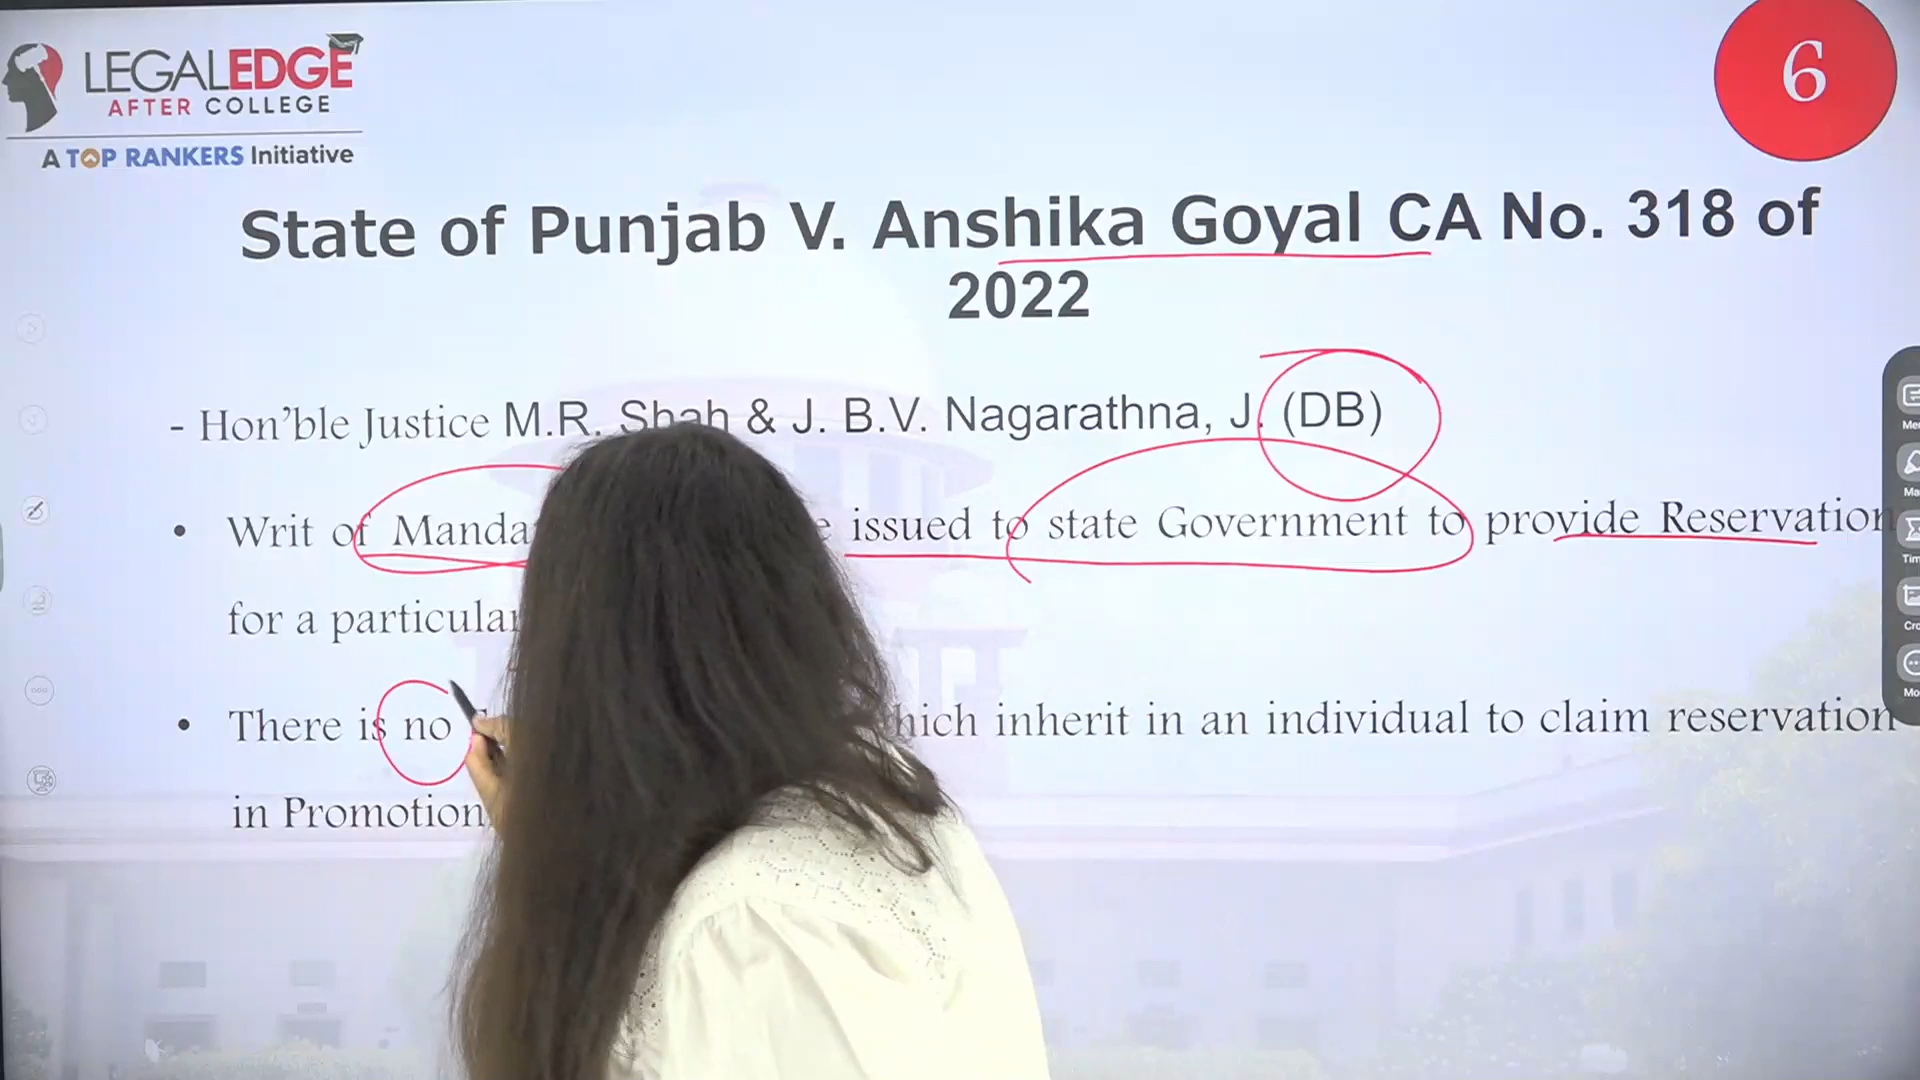 LEGALEDGE
AFTER COLLEGE
A TOP RANKERS Initiative
6
State of Punjab V. Anshika Goyal CA No. 318 of
2022
- Hon'ble Justice M.R. Shah & J. B.V. Nagarathna, J. (DB)
Writ of issued to state Government to provide Reservation
for a particular
There is no which inherit in an individual to claim reservation
in Promotion